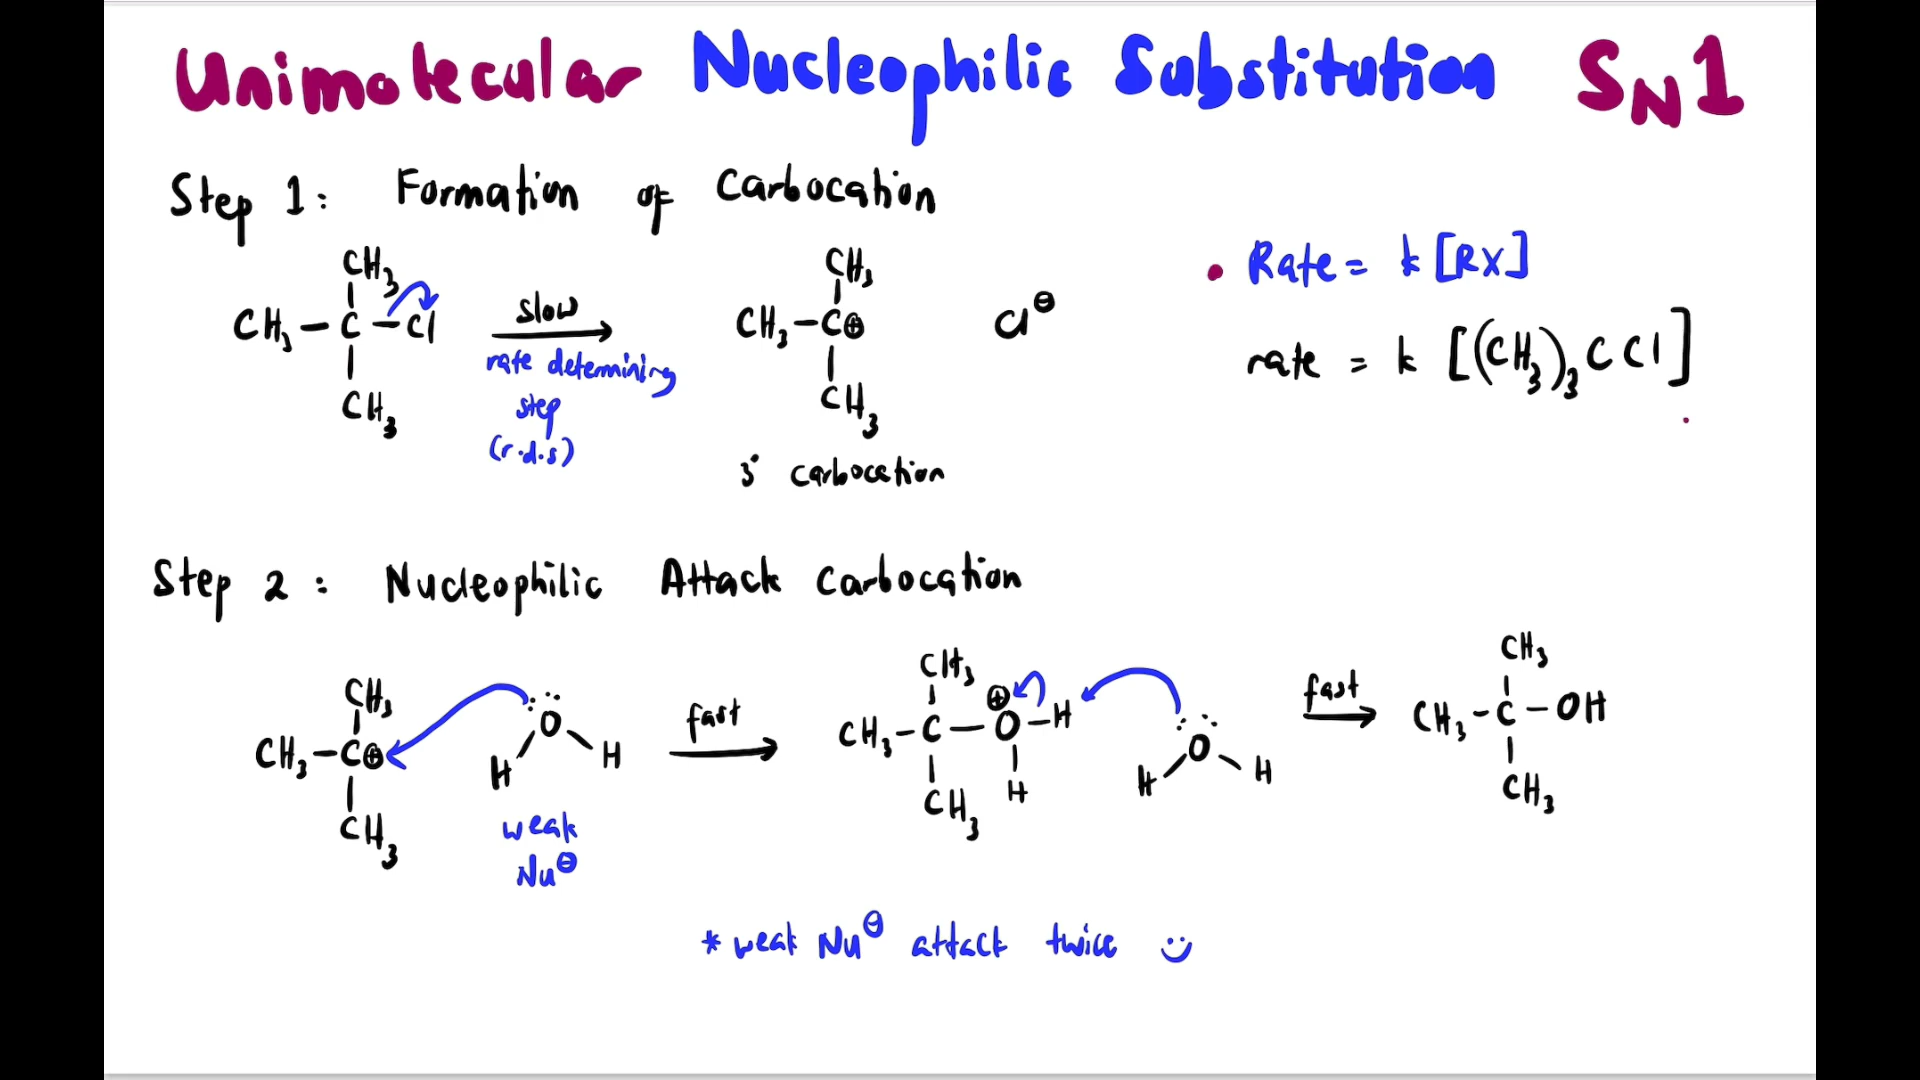 Unimolecular Nucleophilic Substitution SN1
Step 1: Formation of Carbocation
CH3
CH3 - C - Cl
CH3
slow
rate determining
step
(r.d.s)
CH3
CH3 - C⊕
CH3
Cl⊖
3° carbocation
• Rate = k [RX]
rate = k [(CH3)3 C Cl]
Step 2: Nucleophilic Attack Carbocation
CH3
CH3 - C⊕
CH3
:Ö
H H
weak
Nu⊖
fast
CH3
⊕
CH3 - C - O - H
H
CH3
:Ö
H H
fast
CH3
CH3 - C - OH
CH3
* weak Nu⊖ attack twice ☺